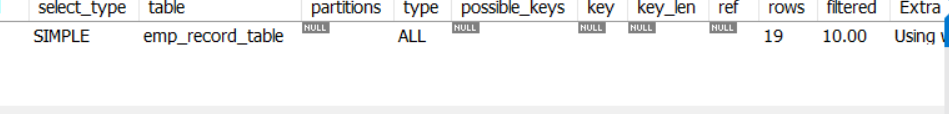 select_type table partitions type possible_keys key key_len ref rows filtered Extra
SIMPLE emp_record_table NULL ALL NULL NULL NULL NULL 19 10.00 Using